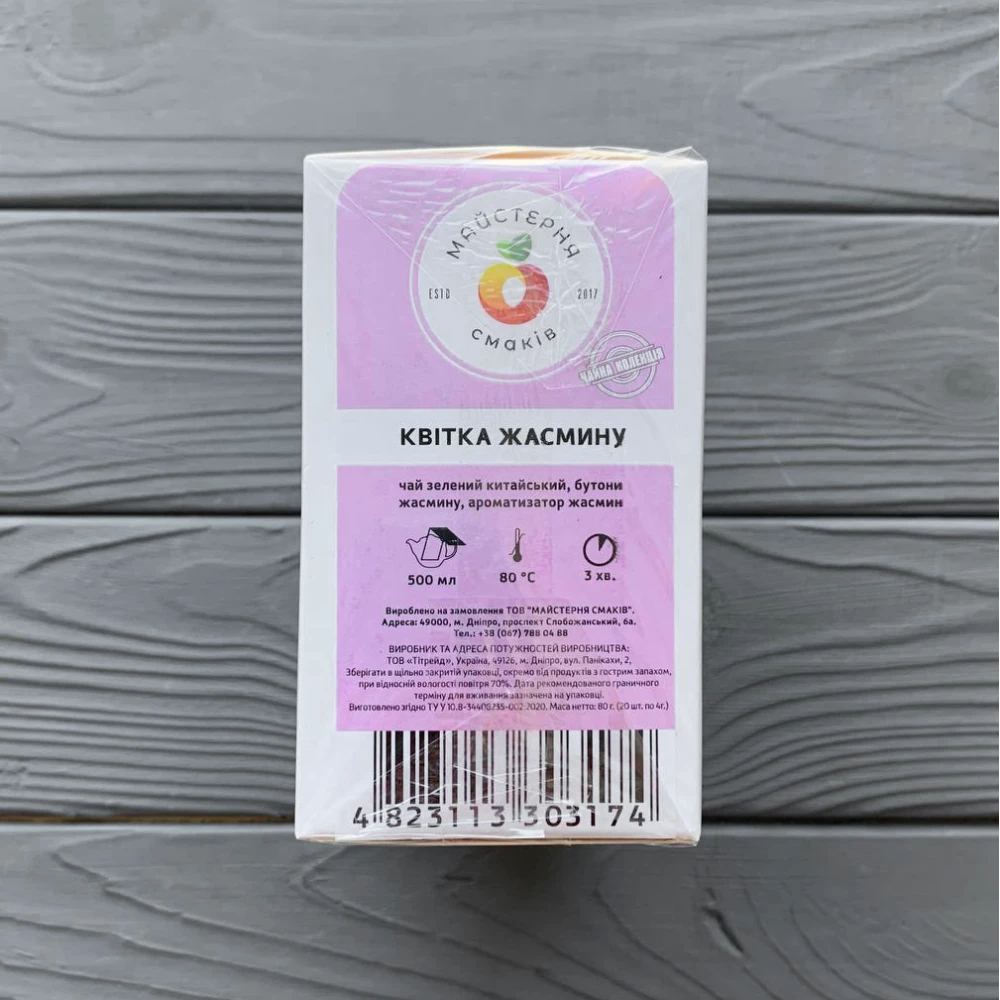 МАЙСТЕРНЯ
ESTD 2017
смаків
ЧАЙНА КОЛЕКЦІЯ
КВІТКА ЖАСМИНУ
чай зелений китайський, бутони
жасмину, ароматизатор жасмин
500 мл 80 °C 3 хв.
Вироблено на замовлення ТОВ "МАЙСТЕРНЯ СМАКІВ".
Адреса: 49000, м. Дніпро, проспект Слобожанський, 6а.
Тел.: +38 (067) 788 04 88
ВИРОБНИК ТА АДРЕСА ПОТУЖНОСТЕЙ ВИРОБНИЦТВА:
ТОВ «Тітрейд», Україна, 49126, м. Дніпро, вул. Панікахи, 2,
Зберігати в щільно закритій упаковці, окремо від продуктів з гострим запахом,
при відносній вологості повітря 70%. Дата рекомендованого граничного
терміну для вживання зазначена на упаковці.
Виготовлено згідно ТУ У 10.8-34408235-002:2020. Маса нетто: 80 г. (20 шт. по 4г.)
4 823113 303174